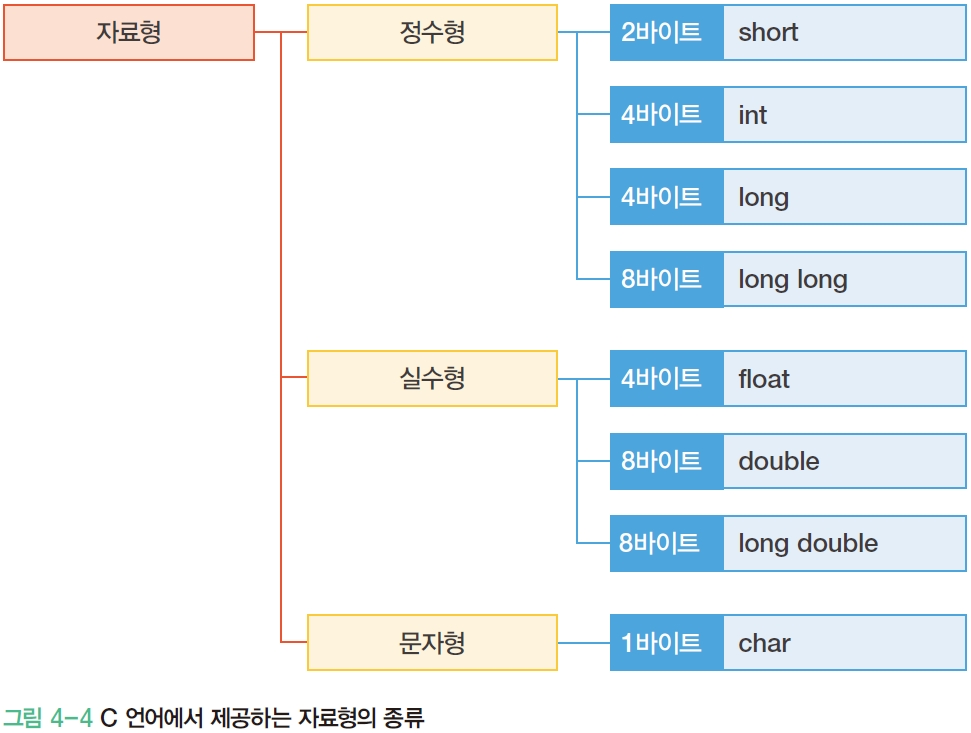 자료형
정수형
2바이트 short
4바이트 int
4바이트 long
8바이트 long long
실수형
4바이트 float
8바이트 double
8바이트 long double
문자형
1바이트 char
그림 4-4 C 언어에서 제공하는 자료형의 종류